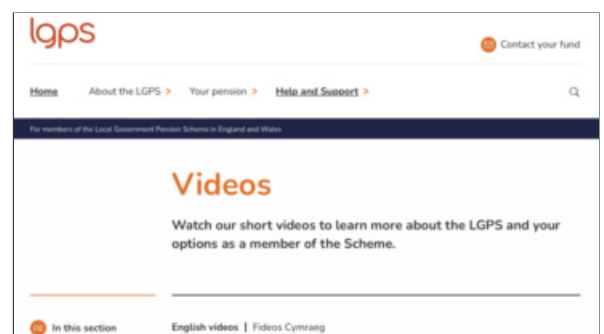 lgps
Contact your fund
Home About the LGPS > Your pension > Help and Support >
For members of the Local Government Pension Scheme in England and Wales
Videos
Watch our short videos to learn more about the LGPS and your
options as a member of the Scheme.
In this section
English videos | Fideos Cymraeg